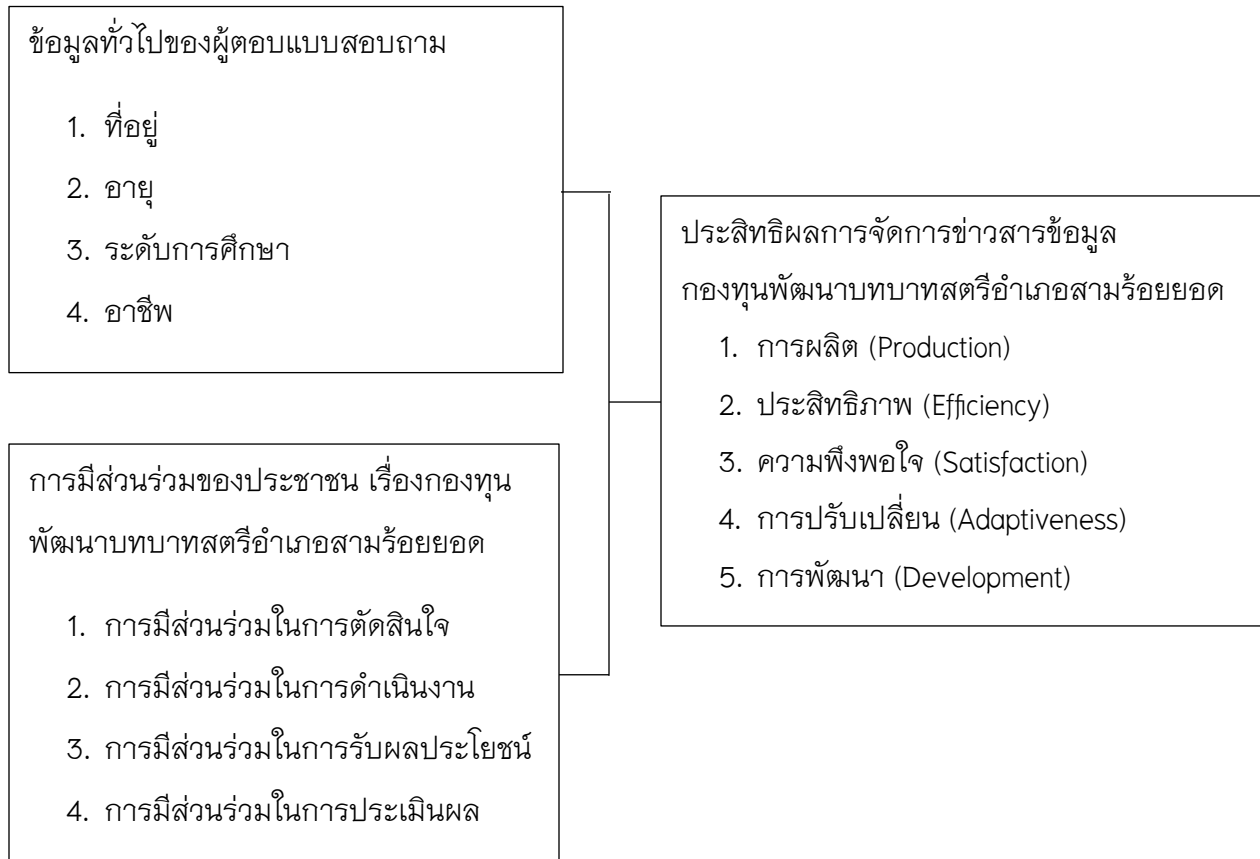 ข้อมูลทั่วไปของผู้ตอบแบบสอบถาม
1. ที่อยู่
2. อายุ
3. ระดับการศึกษา
4. อาชีพ
การมีส่วนร่วมของประชาชน เรื่องกองทุน
พัฒนาบทบาทสตรีอำเภอสามร้อยยอด
1. การมีส่วนร่วมในการตัดสินใจ
2. การมีส่วนร่วมในการดำเนินงาน
3. การมีส่วนร่วมในการรับผลประโยชน์
4. การมีส่วนร่วมในการประเมินผล
ประสิทธิผลการจัดการข่าวสารข้อมูล
กองทุนพัฒนาบทบาทสตรีอำเภอสามร้อยยอด
1. การผลิต (Production)
2. ประสิทธิภาพ (Efficiency)
3. ความพึงพอใจ (Satisfaction)
4. การปรับเปลี่ยน (Adaptiveness)
5. การพัฒนา (Development)